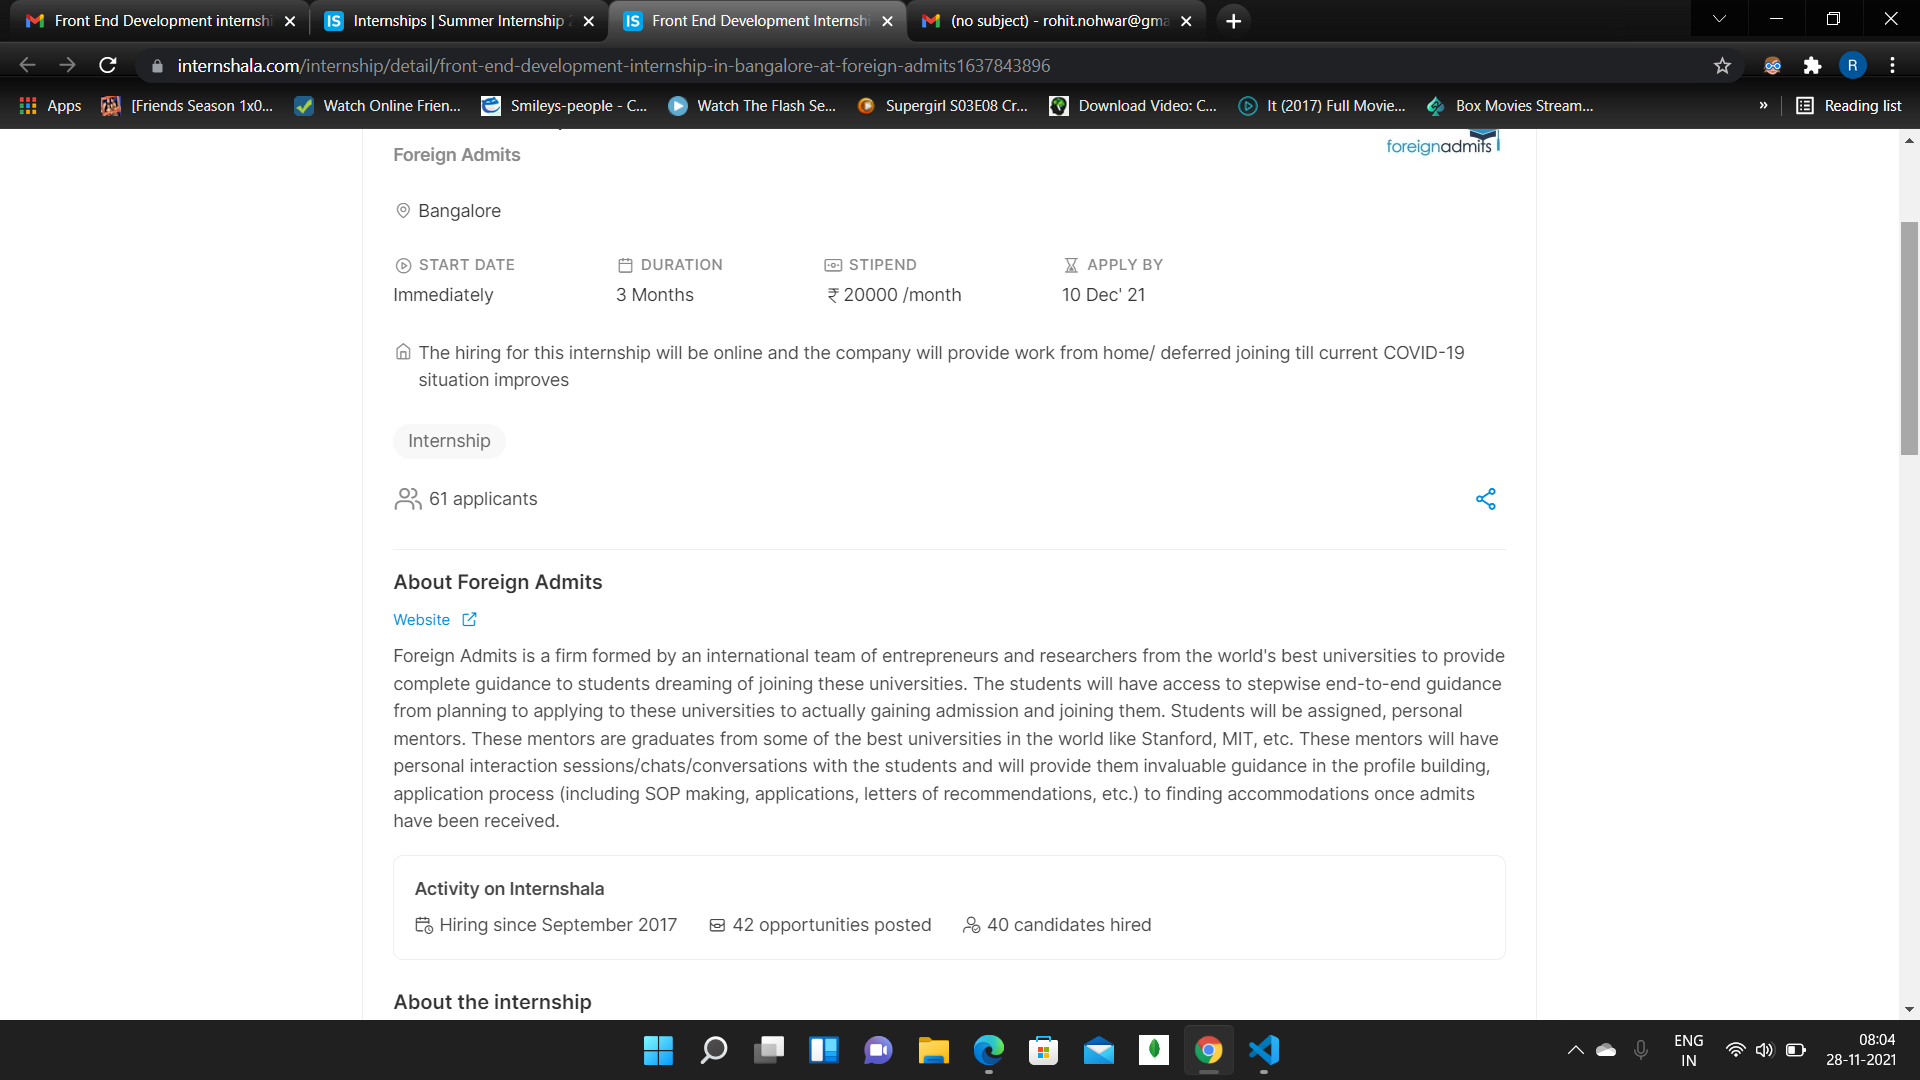 Front End Development internshi
Internships | Summer Internship 2
Front End Development Internshi
(no subject) - rohit.nohwar@gma
internshala.com/internship/detail/front-end-development-internship-in-bangalore-at-foreign-admits1637843896
R
Apps
[Friends Season 1x0...
Watch Online Frien...
Smileys-people - C...
Watch The Flash Se...
Supergirl S03E08 Cr...
Download Video: C...
It (2017) Full Movie...
Box Movies Stream...
»
Reading list
Foreign Admits
foreignadmits
Bangalore
START DATE
DURATION
STIPEND
APPLY BY
Immediately
3 Months
₹ 20000 /month
10 Dec' 21
The hiring for this internship will be online and the company will provide work from home/ deferred joining till current COVID-19
situation improves
Internship
61 applicants
About Foreign Admits
Website
Foreign Admits is a firm formed by an international team of entrepreneurs and researchers from the world's best universities to provide
complete guidance to students dreaming of joining these universities. The students will have access to stepwise end-to-end guidance
from planning to applying to these universities to actually gaining admission and joining them. Students will be assigned, personal
mentors. These mentors are graduates from some of the best universities in the world like Stanford, MIT, etc. These mentors will have
personal interaction sessions/chats/conversations with the students and will provide them invaluable guidance in the profile building,
application process (including SOP making, applications, letters of recommendations, etc.) to finding accommodations once admits
have been received.
Activity on Internshala
Hiring since September 2017
42 opportunities posted
40 candidates hired
About the internship
ENG
IN
08:04
28-11-2021